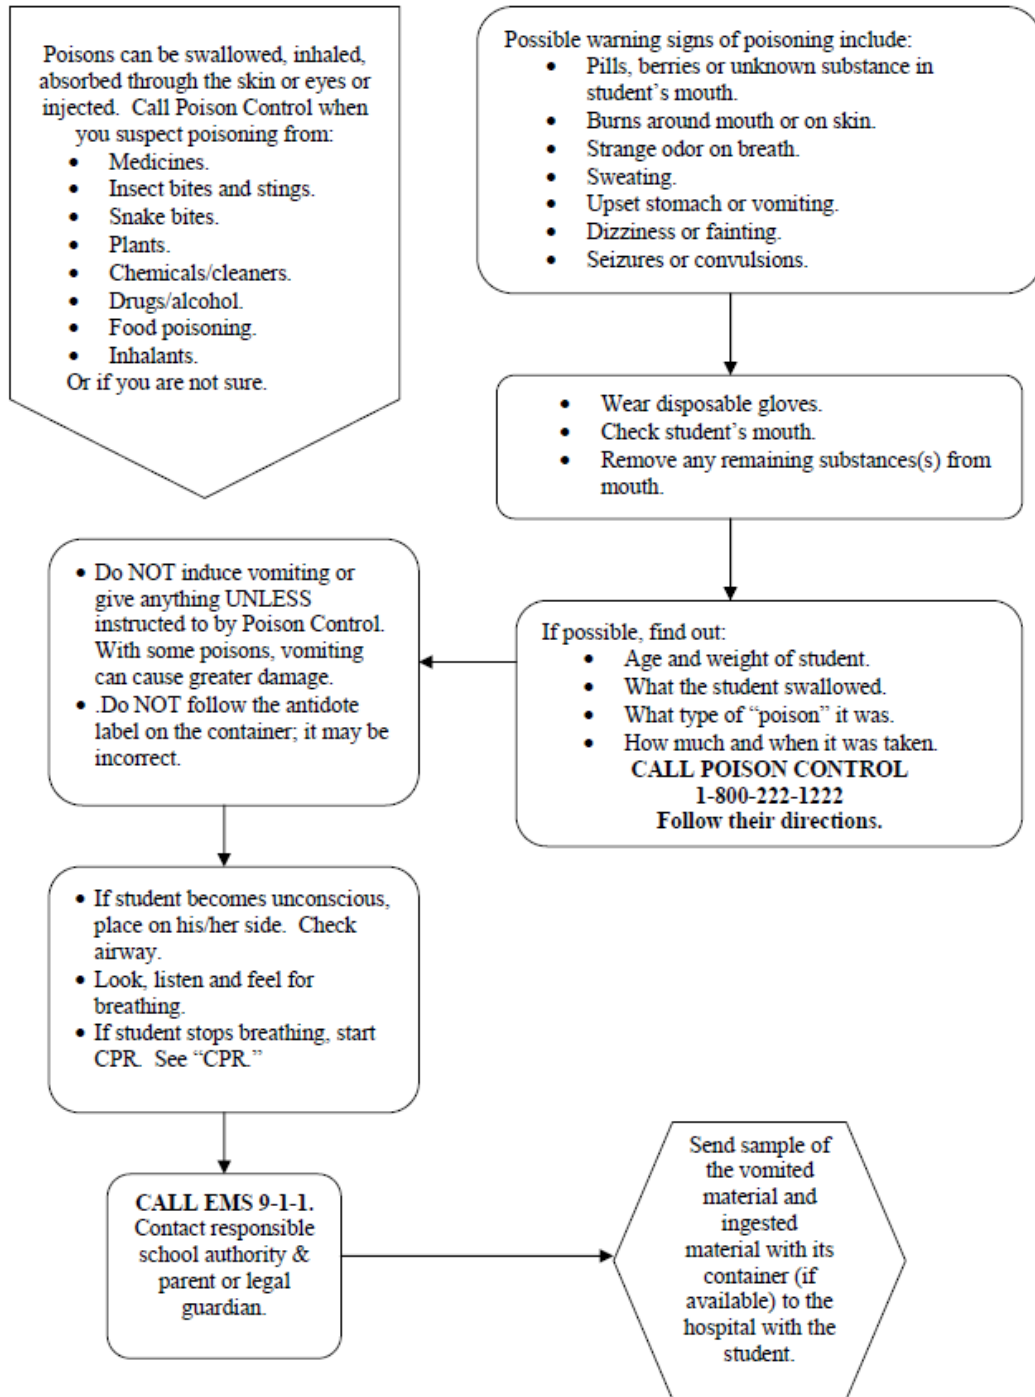 Poisons can be swallowed, inhaled,
absorbed through the skin or eyes or
injected.  Call Poison Control when
you suspect poisoning from:
• Medicines.
• Insect bites and stings.
• Snake bites.
• Plants.
• Chemicals/cleaners.
• Drugs/alcohol.
• Food poisoning.
• Inhalants.
Or if you are not sure.
Possible warning signs of poisoning include:
• Pills, berries or unknown substance in
student's mouth.
• Burns around mouth or on skin.
• Strange odor on breath.
• Sweating.
• Upset stomach or vomiting.
• Dizziness or fainting.
• Seizures or convulsions.
• Wear disposable gloves.
• Check student's mouth.
• Remove any remaining substances(s) from
mouth.
If possible, find out:
• Age and weight of student.
• What the student swallowed.
• What type of “poison” it was.
• How much and when it was taken.
CALL POISON CONTROL
1-800-222-1222
Follow their directions.
• Do NOT induce vomiting or
give anything UNLESS
instructed to by Poison Control.
With some poisons, vomiting
can cause greater damage.
• .Do NOT follow the antidote
label on the container; it may be
incorrect.
• If student becomes unconscious,
place on his/her side.  Check
airway.
• Look, listen and feel for
breathing.
• If student stops breathing, start
CPR.  See “CPR.”
CALL EMS 9-1-1.
Contact responsible
school authority &
parent or legal
guardian.
Send sample of
the vomited
material and
ingested
material with its
container (if
available) to the
hospital with the
student.